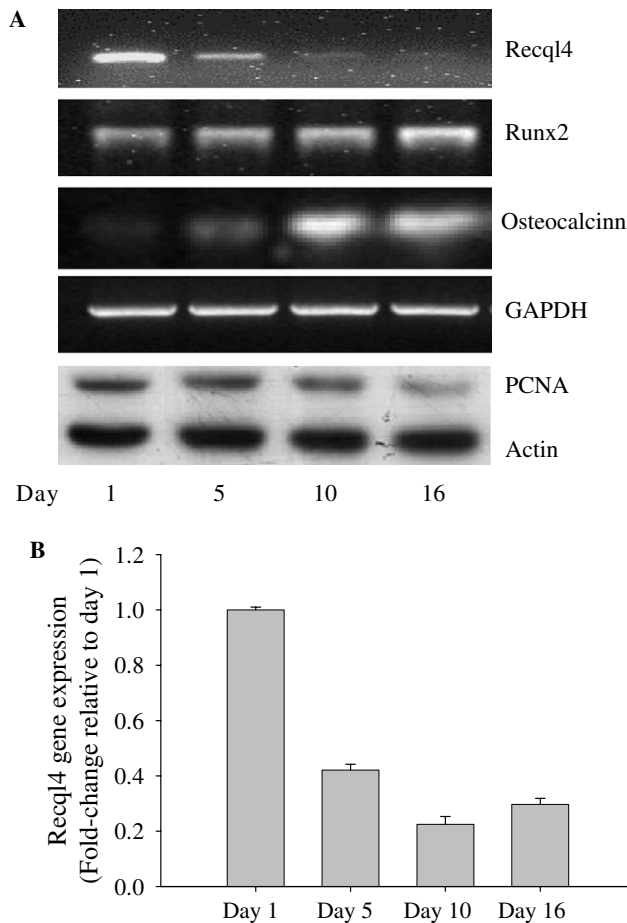 A
Recql4
Runx2
Osteocalcinn
GAPDH
PCNA
Actin
Day 1 5 10 16
B
Recql4 gene expression
(Fold-change relative to day 1)
1.2
1.0
0.8
0.6
0.4
0.2
0.0
Day 1 Day 5 Day 10 Day 16